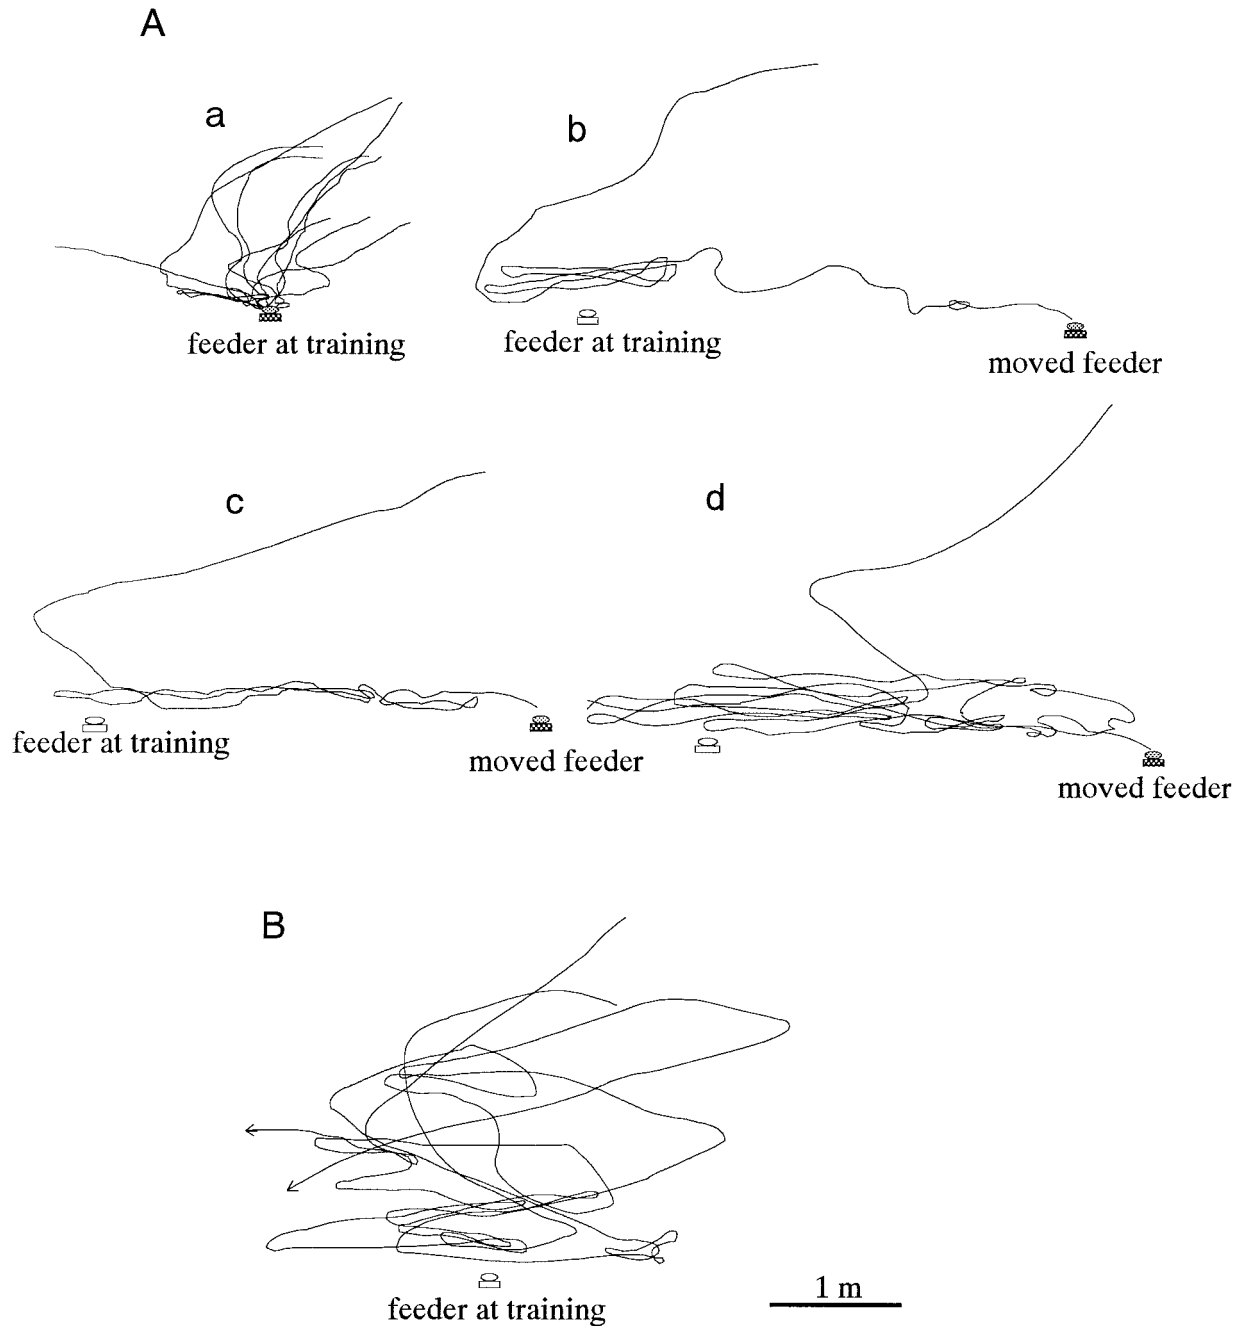 A
a
b
feeder at training
feeder at training
moved feeder
c
d
feeder at training
moved feeder
moved feeder
B
feeder at training
1 m